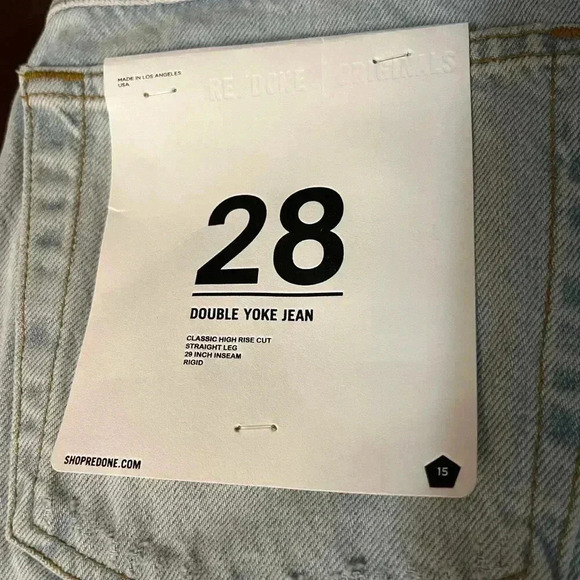 MADE IN LOS ANGELES
USA
RE/DONE ORIGINALS
28
DOUBLE YOKE JEAN
CLASSIC HIGH RISE CUT
STRAIGHT LEG
29 INCH INSEAM
RIGID
SHOPREDONE.COM
15